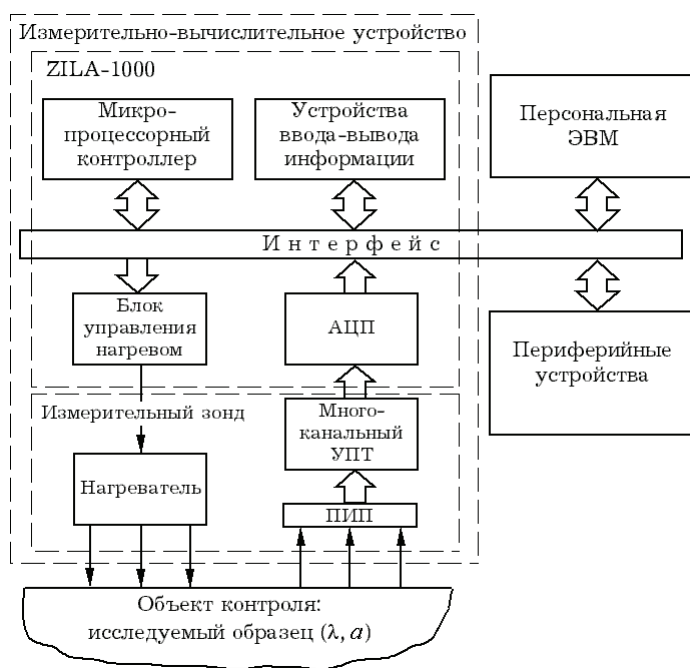 Измерительно-вычислительное устройство
ZILA-1000
Микро-
процессорный
контроллер
Устройства
ввода-вывода
информации
Персональная
ЭВМ
Интерфейс
Блок
управления
нагревом
АЦП
Периферийные
устройства
Измерительный зонд
Много-
канальный
УПТ
Нагреватель
ПИП
Объект контроля:
исследуемый образец (λ, a)